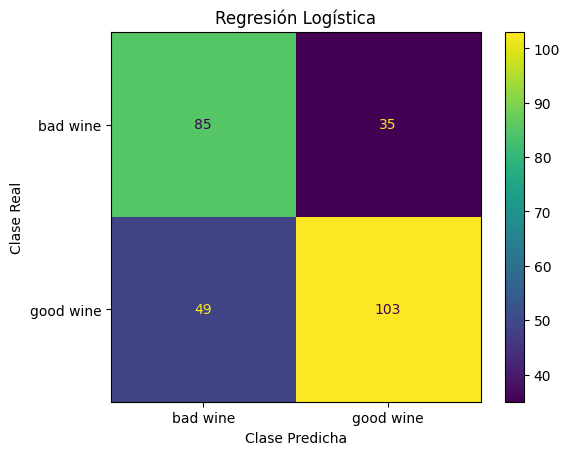 Regresión Logística
Clase Real
bad wine
good wine
85
35
49
103
bad wine
good wine
Clase Predicha
100
90
80
70
60
50
40